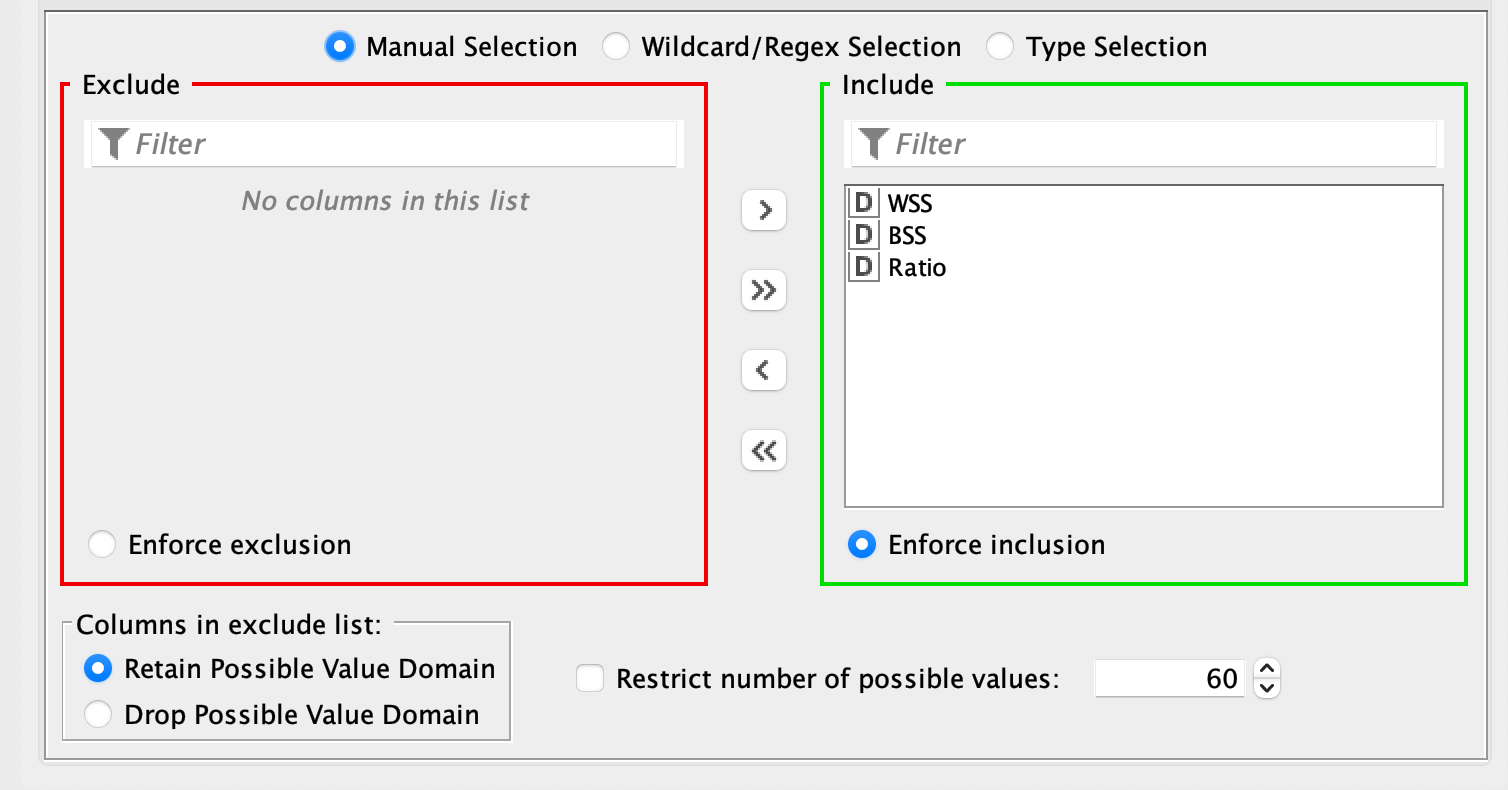 Manual Selection Wildcard/Regex Selection Type Selection
Exclude
Filter
No columns in this list
Enforce exclusion
>
>>
<
<<
Include
Filter
D WSS
D BSS
D Ratio
Enforce inclusion
Columns in exclude list:
Retain Possible Value Domain
Drop Possible Value Domain
Restrict number of possible values: 60